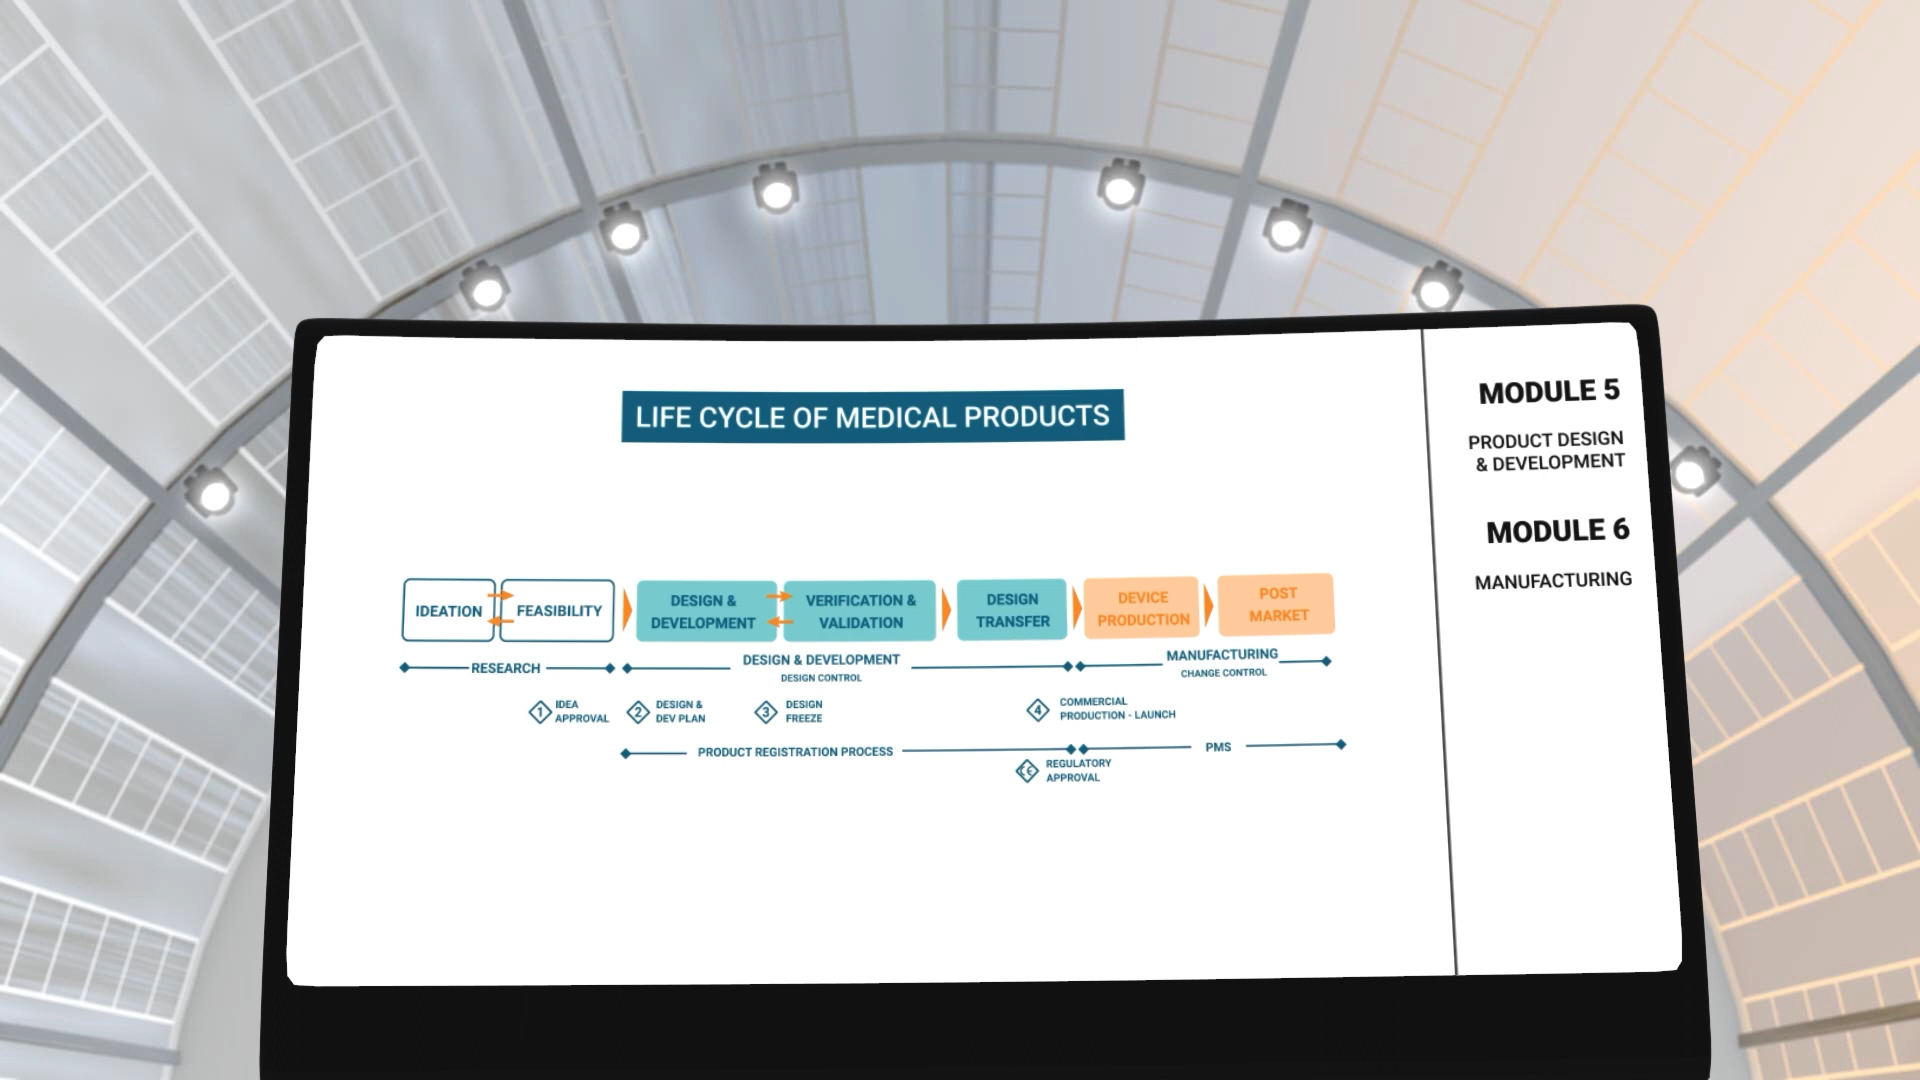 LIFE CYCLE OF MEDICAL PRODUCTS
IDEATION
FEASIBILITY
DESIGN &
DEVELOPMENT
VERIFICATION &
VALIDATION
DESIGN
TRANSFER
DEVICE
PRODUCTION
POST
MARKET
RESEARCH
DESIGN & DEVELOPMENT
DESIGN CONTROL
MANUFACTURING
CHANGE CONTROL
1
IDEA
APPROVAL
2
DESIGN &
DEV PLAN
3
DESIGN
FREEZE
4
COMMERCIAL
PRODUCTION - LAUNCH
PRODUCT REGISTRATION PROCESS
PMS
CE
REGULATORY
APPROVAL
MODULE 5
PRODUCT DESIGN
& DEVELOPMENT
MODULE 6
MANUFACTURING